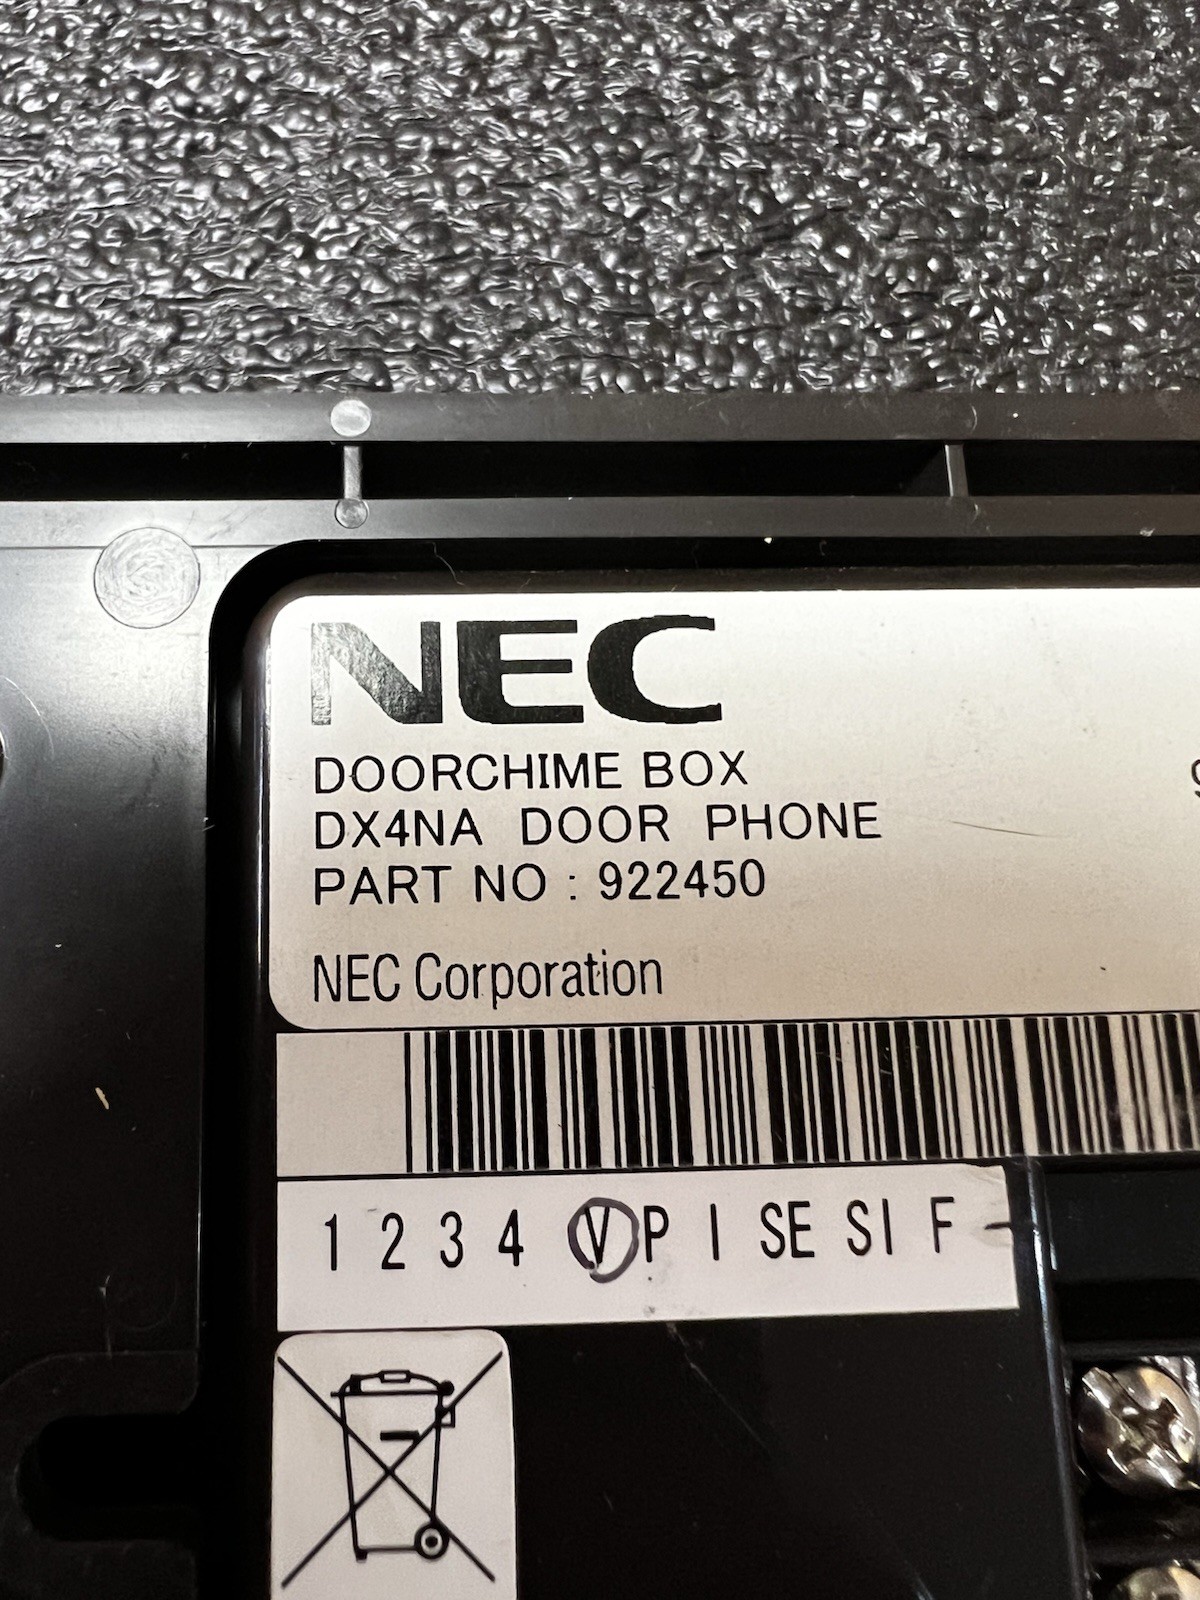 NEC
DOORCHIME BOX
DX4NA DOOR PHONE
PART NO : 922450
NEC Corporation
1 2 3 4 V P I SE SI F